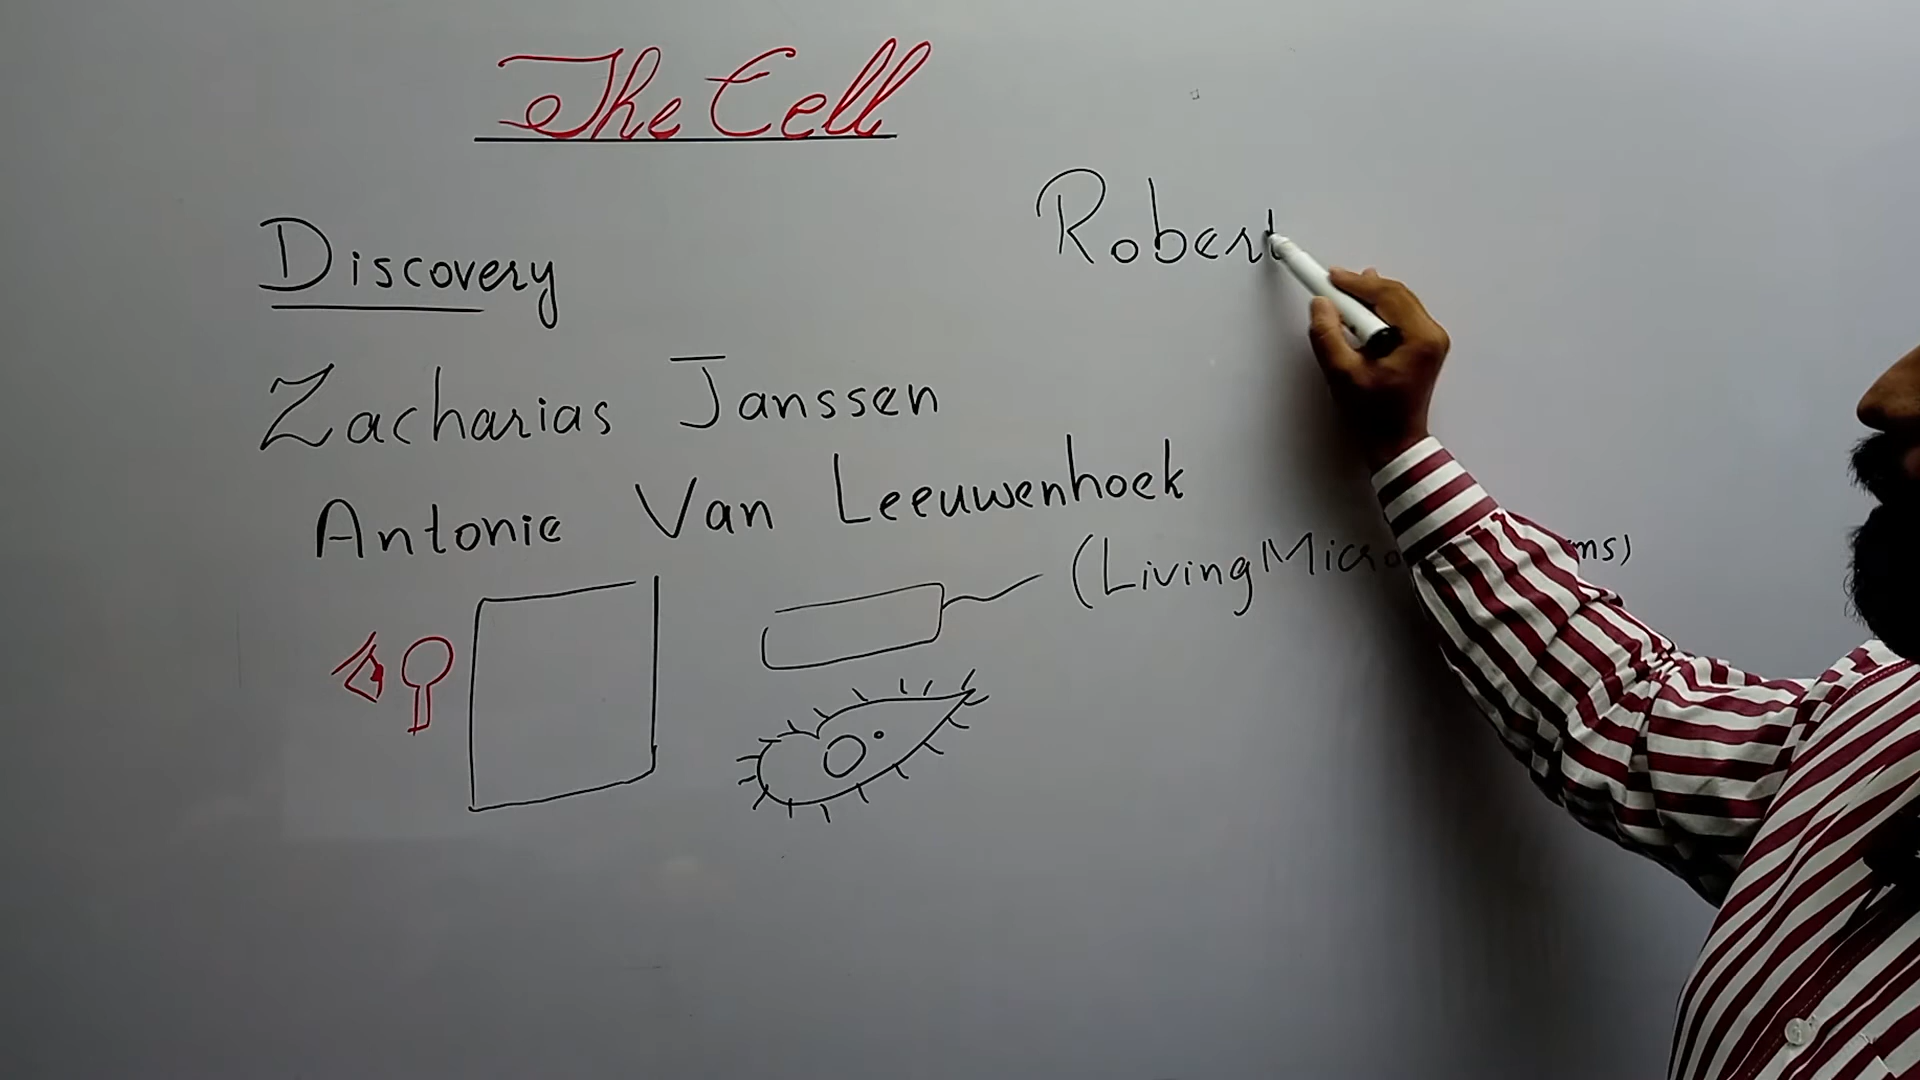 The Cell
Discovery
Robert
Zacharias Janssen
Antonie Van Leeuwenhoek
(Living